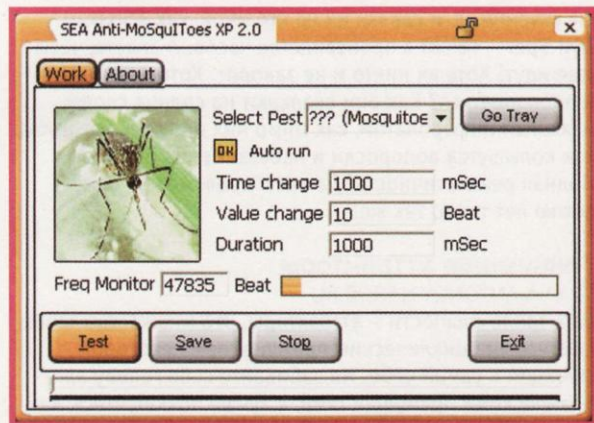 SEA Anti-MoSquIToes XP 2.0
Work About
Select Pest ??? (Mosquitoe Go Tray
OK Auto run
Time change 1000 mSec
Value change 10 Beat
Duration 1000 mSec
Freq Monitor 47835 Beat
Test Save Stop Exit